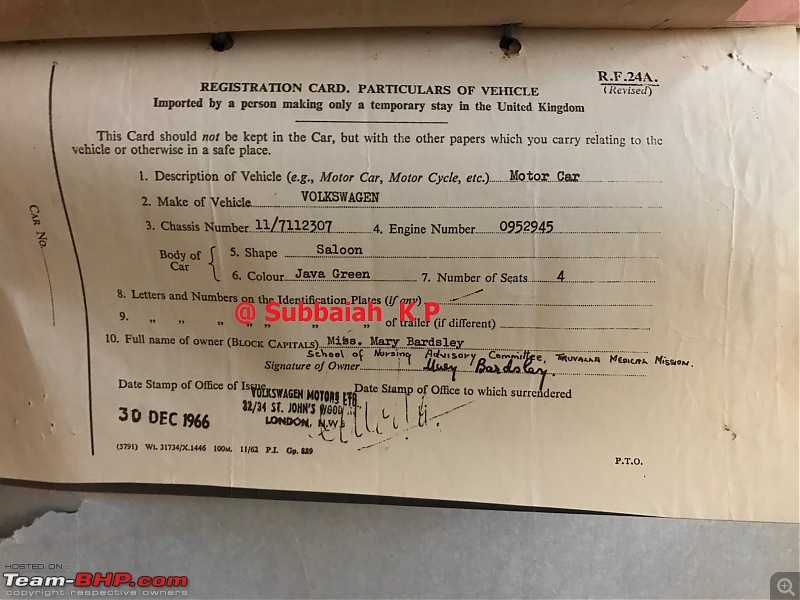 R.F.24A.
(Revised)
REGISTRATION CARD. PARTICULARS OF VEHICLE
Imported by a person making only a temporary stay in the United Kingdom
This Card should not be kept in the Car, but with the other papers which you carry relating to the
vehicle or otherwise in a safe place.
1. Description of Vehicle (e.g., Motor Car, Motor Cycle, etc.) Motor Car
2. Make of Vehicle VOLKSWAGEN
3. Chassis Number 11/7112307 4. Engine Number 0952945
Body of Car { 5. Shape Saloon
6. Colour Java Green 7. Number of Seats 4
8. Letters and Numbers on the Identification Plates (if any)
@ Subbaiah K P
9. „ „ „ „ „ „ of trailer (if different)
10. Full name of owner (BLOCK CAPITALS) Miss. Mary Bardsley
School of Nursing Advisory Committee, Tiruvalla Medical Mission.
Signature of Owner Mary Bardsley.
Date Stamp of Office of Issue Date Stamp of Office to which surrendered
VOLKSWAGEN MOTORS LTD
32/34 ST. JOHN'S WOOD
LONDON, N.W.8
30 DEC 1966
(5791) Wt. 31734/X.1446 100M. 11/62 P.I. Gp. 889
P.T.O.
CAR No.
HOSTED ON :
Team-BHP.com
copyright respective owners